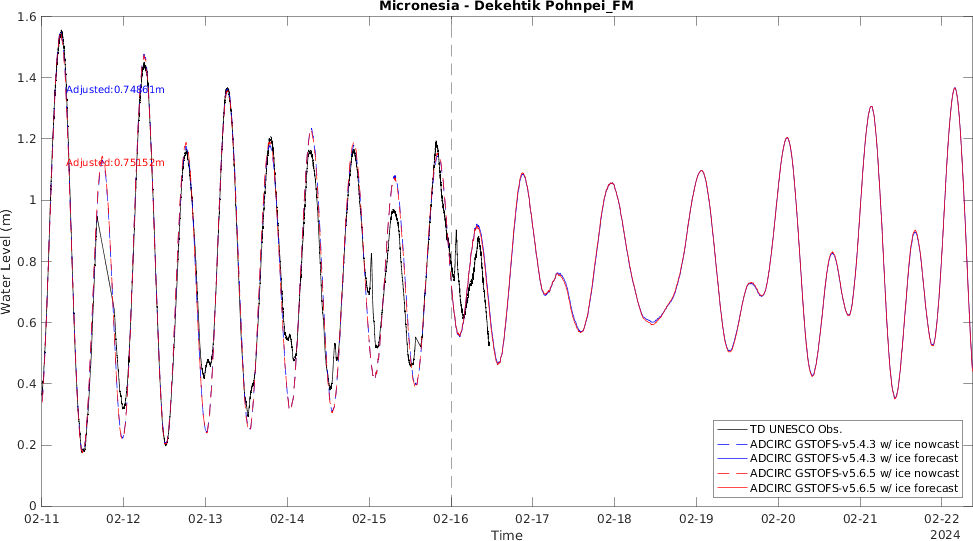 Micronesia - Dekehtik Pohnpei_FM
1.6
1.4
1.2
1
0.8
0.6
0.4
0.2
0
Water Level (m)
Adjusted:0.74861m
Adjusted:0.75152m
TD UNESCO Obs.
ADCIRC GSTOFS-v5.4.3 w/ ice nowcast
ADCIRC GSTOFS-v5.4.3 w/ ice forecast
ADCIRC GSTOFS-v5.6.5 w/ ice nowcast
ADCIRC GSTOFS-v5.6.5 w/ ice forecast
02-11 02-12 02-13 02-14 02-15 02-16 02-17 02-18 02-19 02-20 02-21 02-22
Time
2024